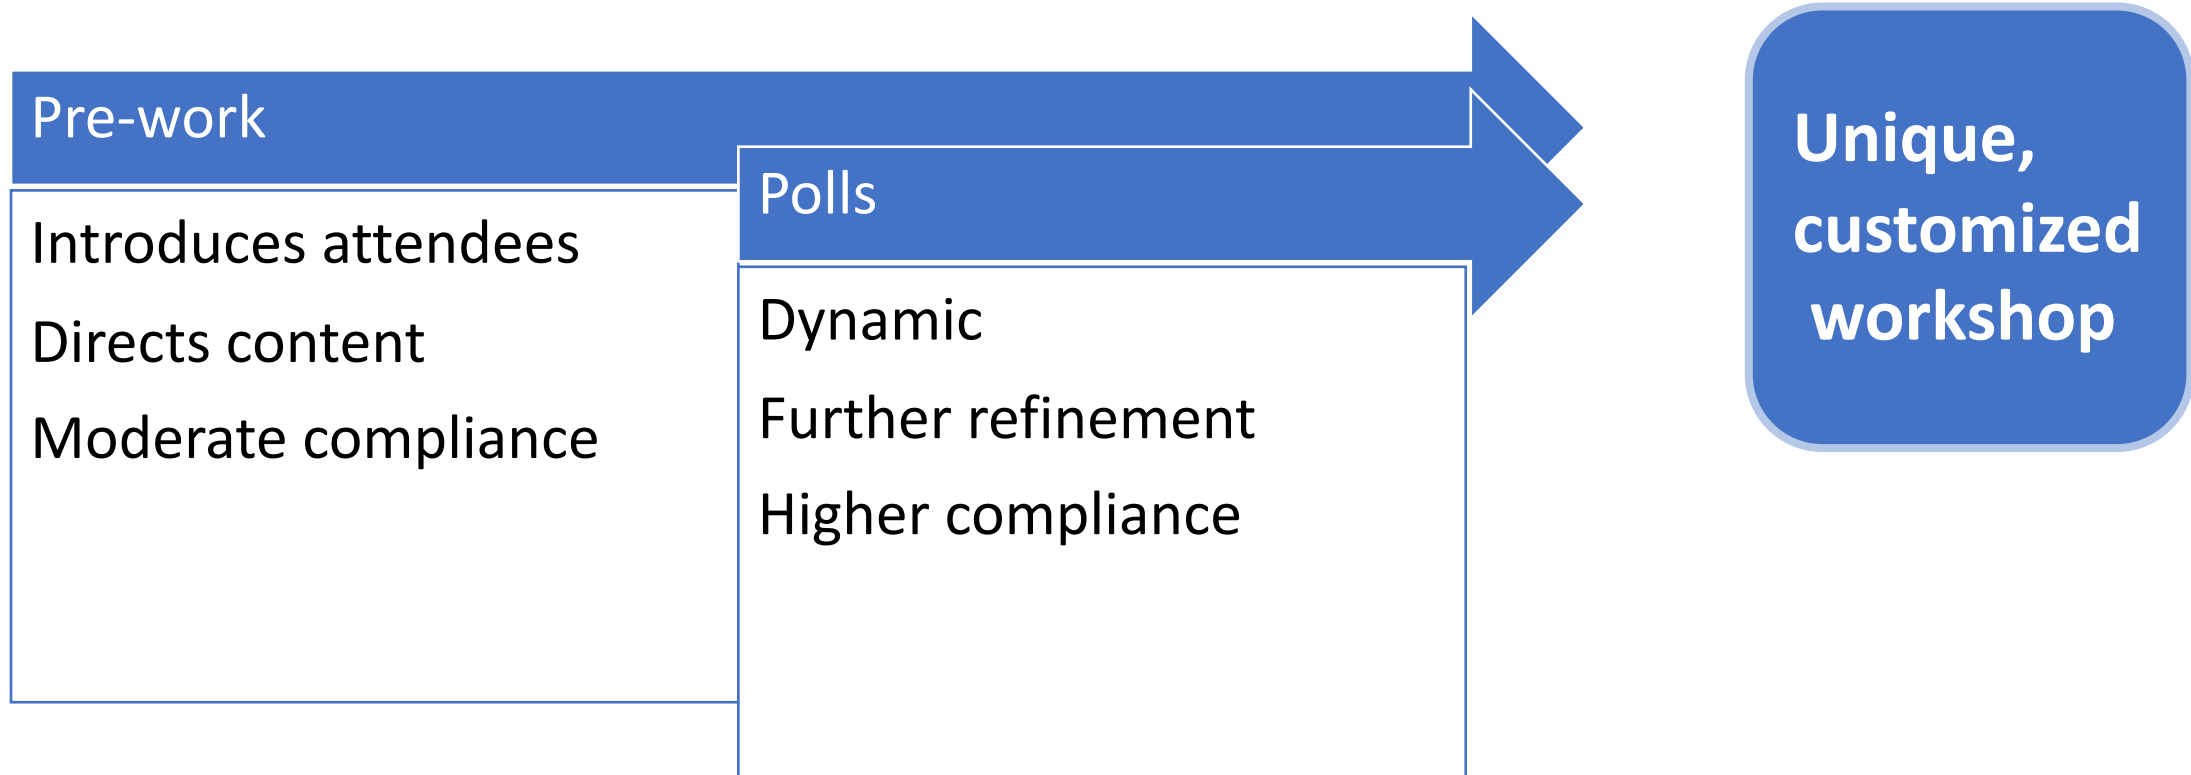 Pre-work
Introduces attendees
Directs content
Moderate compliance
Polls
Dynamic
Further refinement
Higher compliance
Unique,
customized
workshop